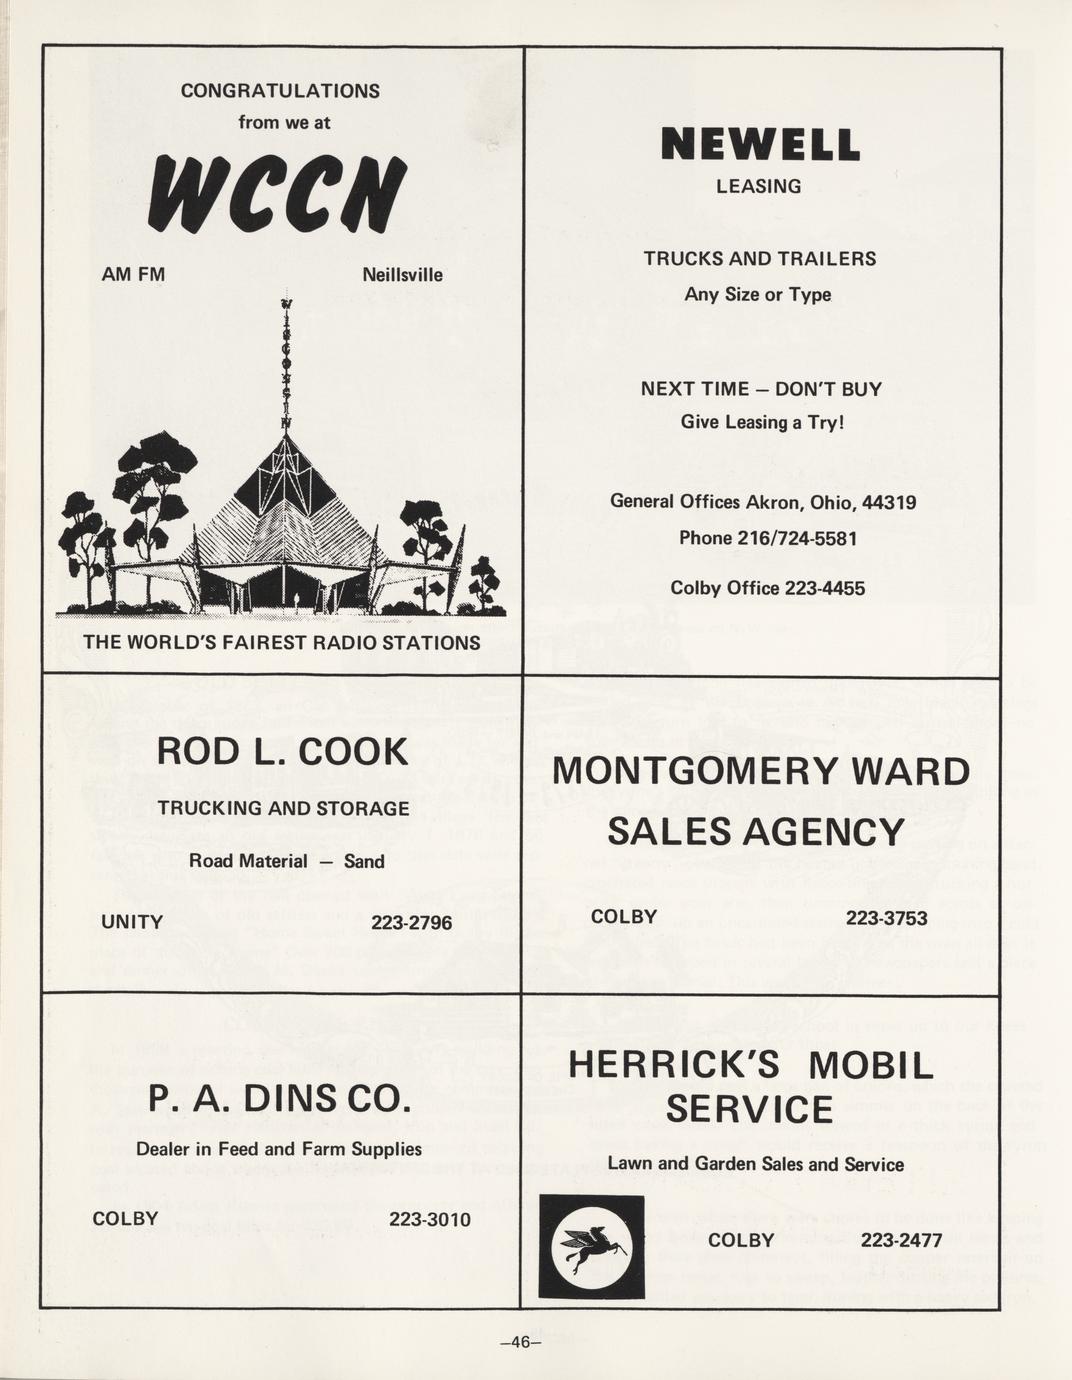 CONGRATULATIONS
from we at
WCCN
AM FM Neillsville
WISCONSIN
THE WORLD'S FAIREST RADIO STATIONS
NEWELL
LEASING
TRUCKS AND TRAILERS
Any Size or Type
NEXT TIME — DON'T BUY
Give Leasing a Try!
General Offices Akron, Ohio, 44319
Phone 216/724-5581
Colby Office 223-4455
ROD L. COOK
TRUCKING AND STORAGE
Road Material — Sand
UNITY 223-2796
MONTGOMERY WARD
SALES AGENCY
COLBY 223-3753
P. A. DINS CO.
Dealer in Feed and Farm Supplies
COLBY 223-3010
HERRICK'S MOBIL
SERVICE
Lawn and Garden Sales and Service
COLBY 223-2477
—46—